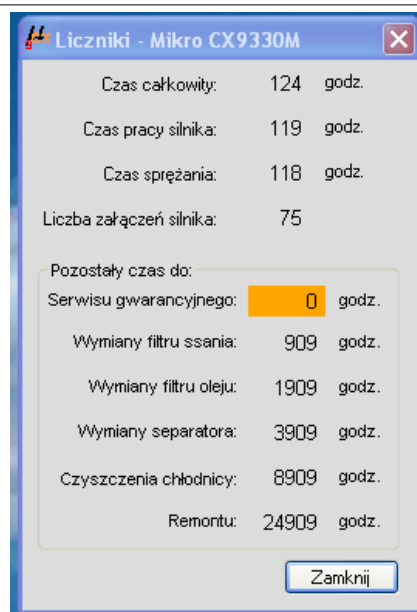 Liczniki - Mikro CX9330M
Czas całkowity: 124 godz.
Czas pracy silnika: 119 godz.
Czas sprężania: 118 godz.
Liczba załączeń silnika: 75
Pozostały czas do:
Serwisu gwarancyjnego: 0 godz.
Wymiany filtru ssania: 909 godz.
Wymiany filtru oleju: 1909 godz.
Wymiany separatora: 3909 godz.
Czyszczenia chłodnicy: 8909 godz.
Remontu: 24909 godz.
Zamknij